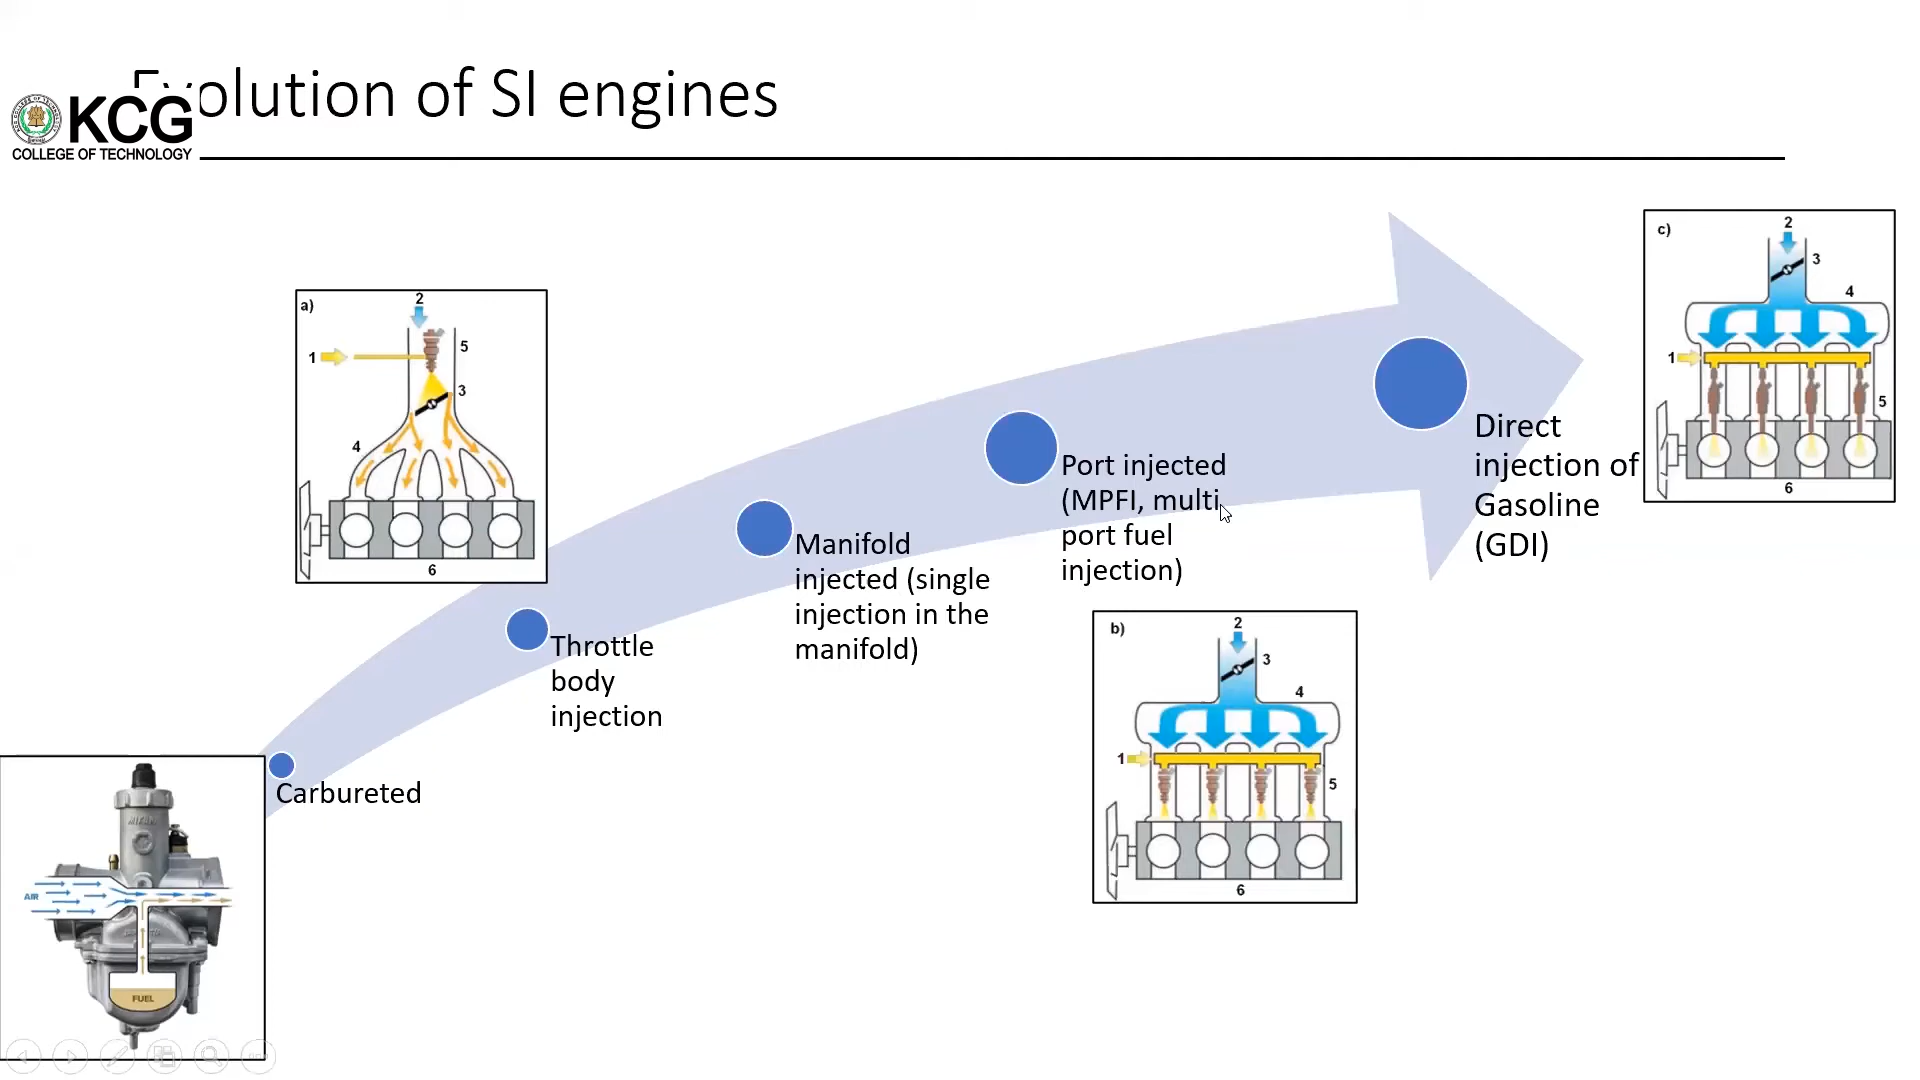 Evolution of SI engines
KCG
COLLEGE OF TECHNOLOGY
a)
2
1
5
3
4
6
c)
2
3
4
1
5
6
Direct
injection of
Gasoline
(GDI)
Port injected
(MPFI, multi
port fuel
injection)
Manifold
injected (single
injection in the
manifold)
Throttle
body
injection
b)
2
3
4
1
5
6
Carbureted
AIR
FUEL